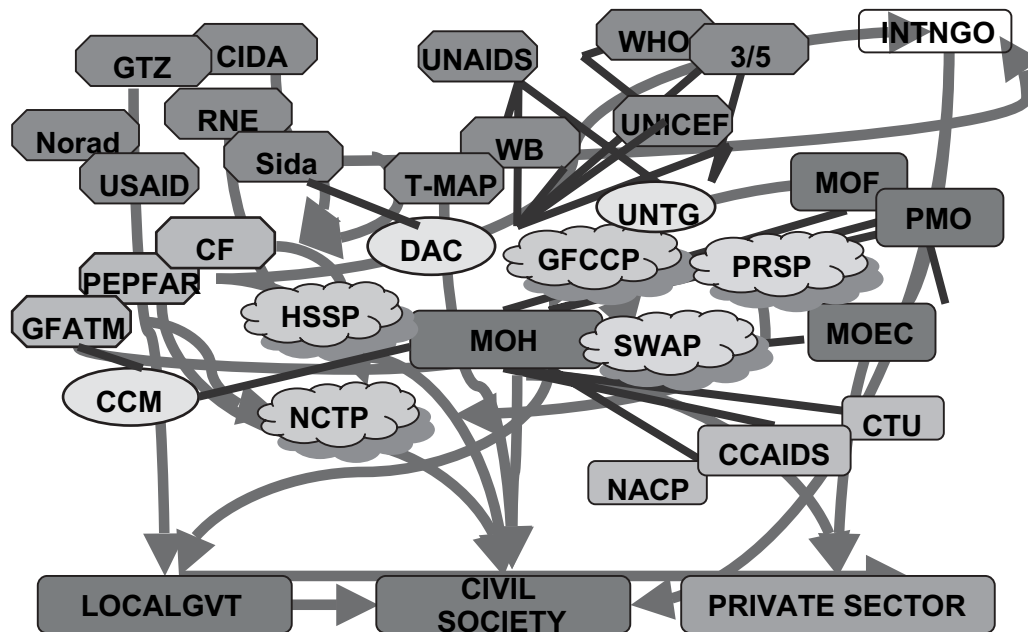 GTZ
CIDA
UNAIDS
WHO
3/5
INTNGO
Norad
RNE
UNICEF
USAID
Sida
WB
T-MAP
MOF
UNTG
PMO
CF
DAC
GFCCP
PRSP
PEPFAR
GFATM
HSSP
MOH
SWAP
MOEC
CCM
NCTP
CTU
CCAIDS
NACP
LOCALGVT
CIVIL
SOCIETY
PRIVATE SECTOR